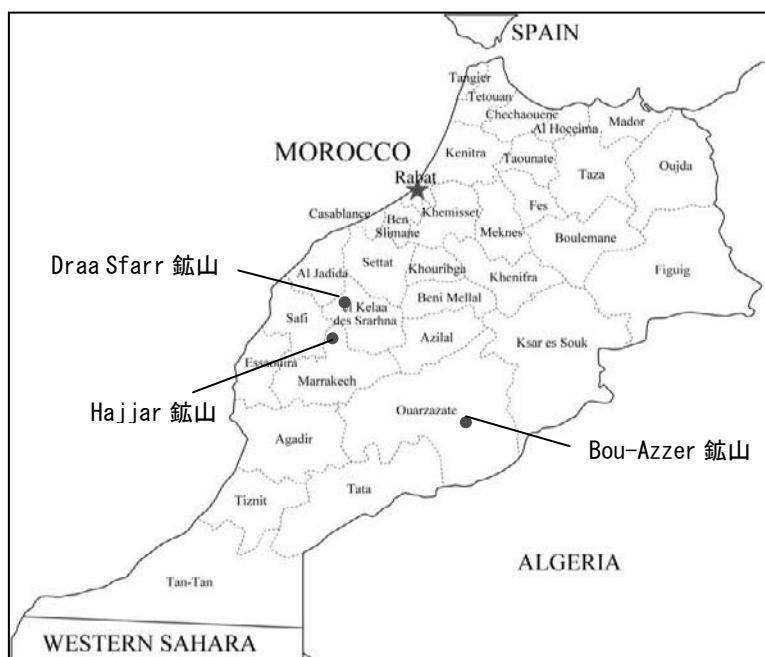 SPAIN
Tangier
Tetouan
Chechaouene
Al Hoceima
Mador
MOROCCO
Kenitra
Taounate
Taza
Oujda
Rabat
Casablance
Ben
Slimane
Khemisset
Fes
Meknes
Boulemane
Settat
Draa Sfarr 鉱山
Al Jadida
Khouribga
Khenifra
Figuig
Safi
el Kelaa
des Srarhna
Beni Mellal
Azilal
Ksar es Souk
Essaouira
Marrakech
Hajjar 鉱山
Ouarzazate
Agadir
Bou-Azzer 鉱山
Tiznit
Tata
ALGERIA
Tan-Tan
WESTERN SAHARA